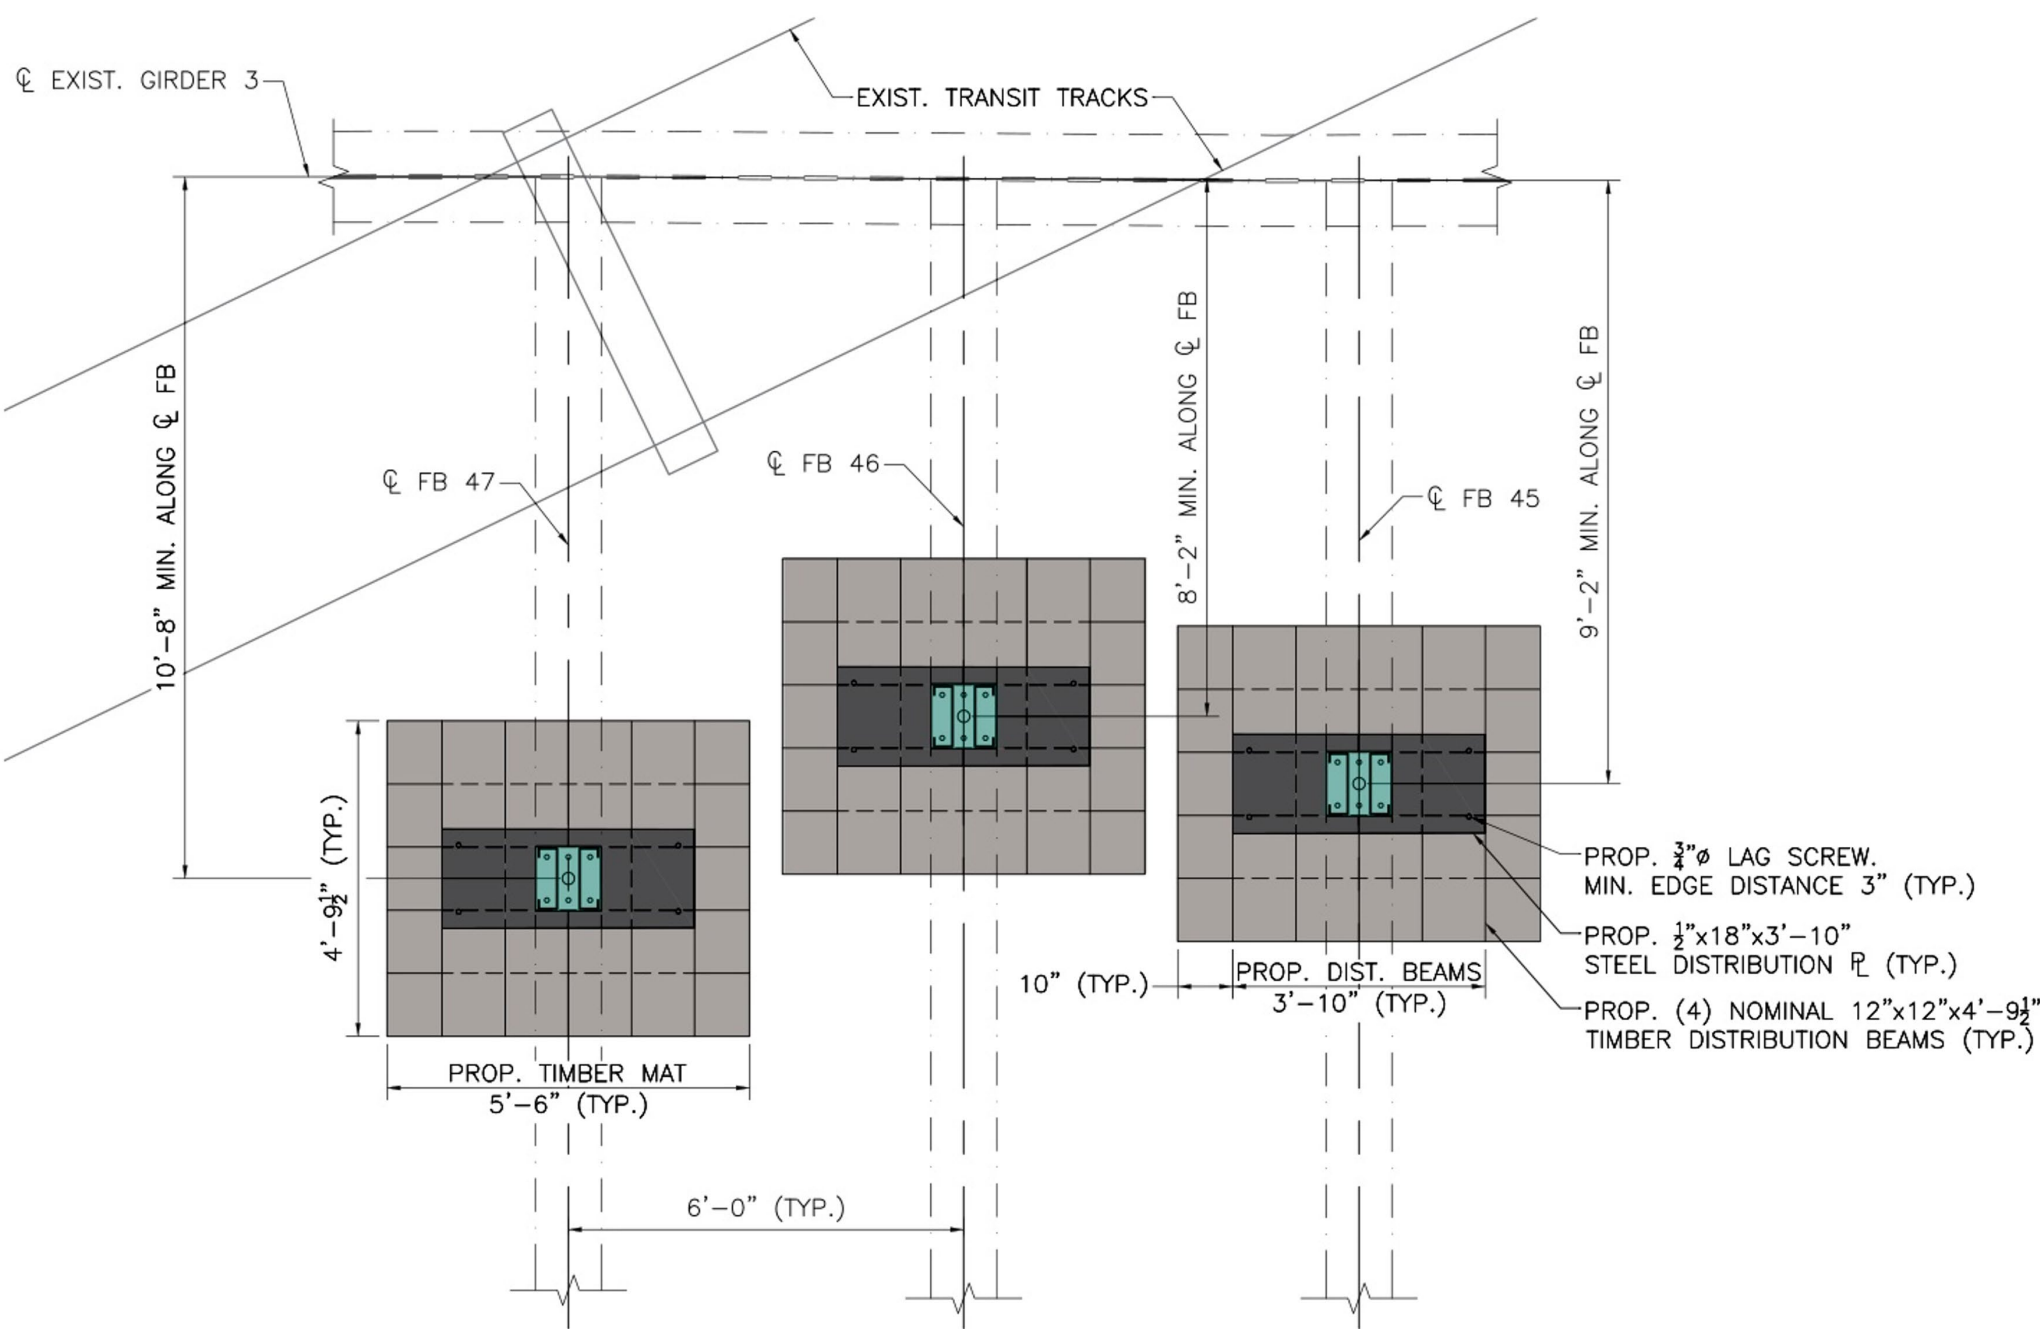 ℄ EXIST. GIRDER 3
EXIST. TRANSIT TRACKS
10'-8" MIN. ALONG ℄ FB
8'-2" MIN. ALONG ℄ FB
9'-2" MIN. ALONG ℄ FB
℄ FB 47
℄ FB 46
℄ FB 45
4'-9½" (TYP.)
PROP. ¾"ø LAG SCREW.
MIN. EDGE DISTANCE 3" (TYP.)
PROP. ½"x18"x3'-10"
STEEL DISTRIBUTION ⅊ (TYP.)
10" (TYP.)
PROP. DIST. BEAMS
3'-10" (TYP.)
PROP. (4) NOMINAL 12"x12"x4'-9½"
TIMBER DISTRIBUTION BEAMS (TYP.)
PROP. TIMBER MAT
5'-6" (TYP.)
6'-0" (TYP.)